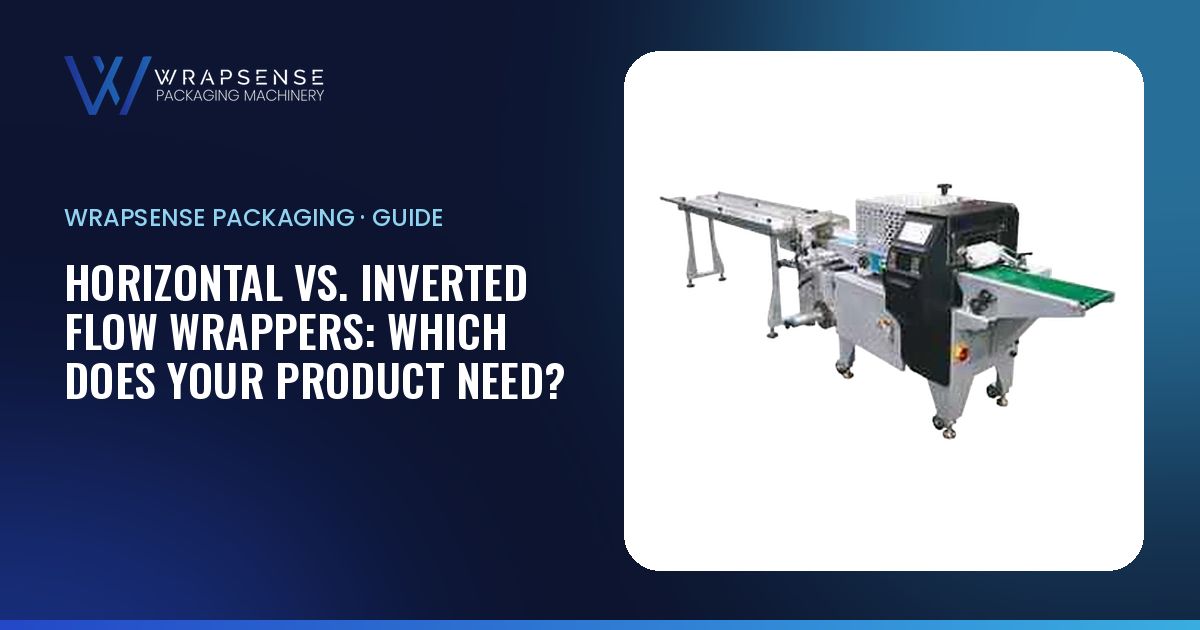 WRAPSENSE
PACKAGING MACHINERY
WRAPSENSE PACKAGING · GUIDE
HORIZONTAL VS. INVERTED
FLOW WRAPPERS: WHICH
DOES YOUR PRODUCT NEED?